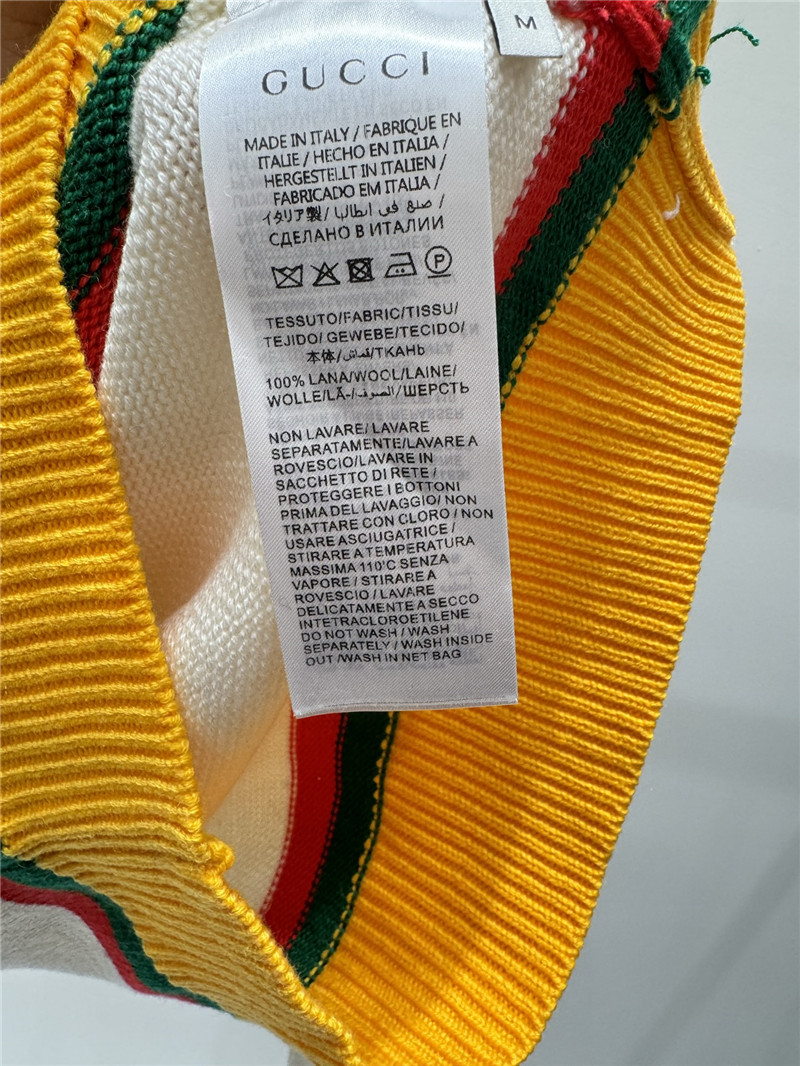 M
GUCCI
MADE IN ITALY / FABRIQUE EN
ITALIE / HECHO EN ITALIA /
HERGESTELLT IN ITALIEN /
FABRICADO EM ITALIA /
イタリア製 / صنع في ايطاليا /
СДЕЛАНО В ИТАЛИИ
P
TESSUTO/FABRIC/TISSU/
TEJIDO/ GEWEBE/TECIDO/
本体/قماش/ТКАНЬ
100% LANA/WOOL/LAINE/
WOLLE/LÃ-/الصوف/ШЕРСТЬ
NON LAVARE/ LAVARE
SEPARATAMENTE/LAVARE A
ROVESCIO/LAVARE IN
SACCHETTO DI RETE /
PROTEGGERE I BOTTONI
PRIMA DEL LAVAGGIO/ NON
TRATTARE CON CLORO / NON
USARE ASCIUGATRICE /
STIRARE A TEMPERATURA
MASSIMA 110'C SENZA
VAPORE / STIRARE A
ROVESCIO / LAVARE
DELICATAMENTE A SECCO
INTETRACLOROETILENE
DO NOT WASH / WASH
SEPARATELY / WASH INSIDE
OUT /WASH IN NET BAG